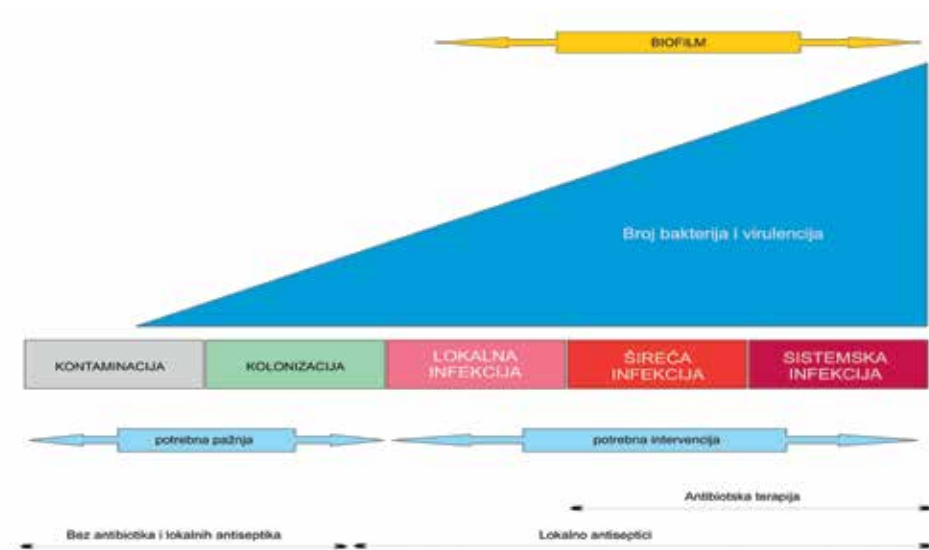 BIOFILM
Broj bakterija i virulencija
KONTAMINACIJA
KOLONIZACIJA
LOKALNA
INFEKCIJA
ŠIREĆA
INFEKCIJA
SISTEMSKA
INFEKCIJA
potrebna pažnja
potrebna intervencija
Antibiotska terapija
Bez antibiotika i lokalnih antiseptika
Lokalno antiseptici